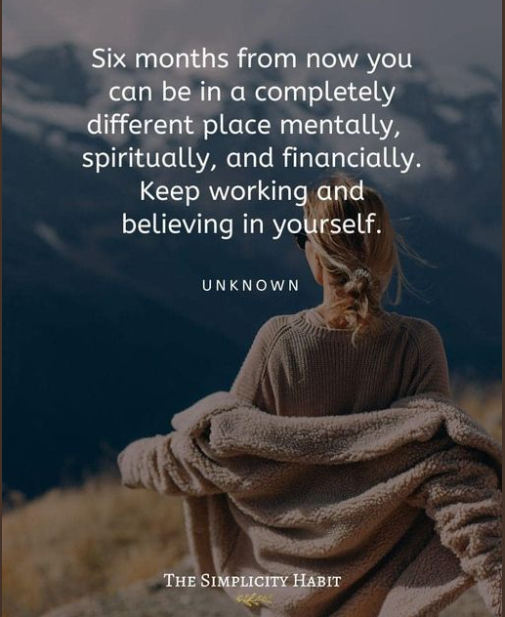 Six months from now you
can be in a completely
different place mentally,
spiritually, and financially.
Keep working and
believing in yourself.
UNKNOWN
The Simplicity Habit